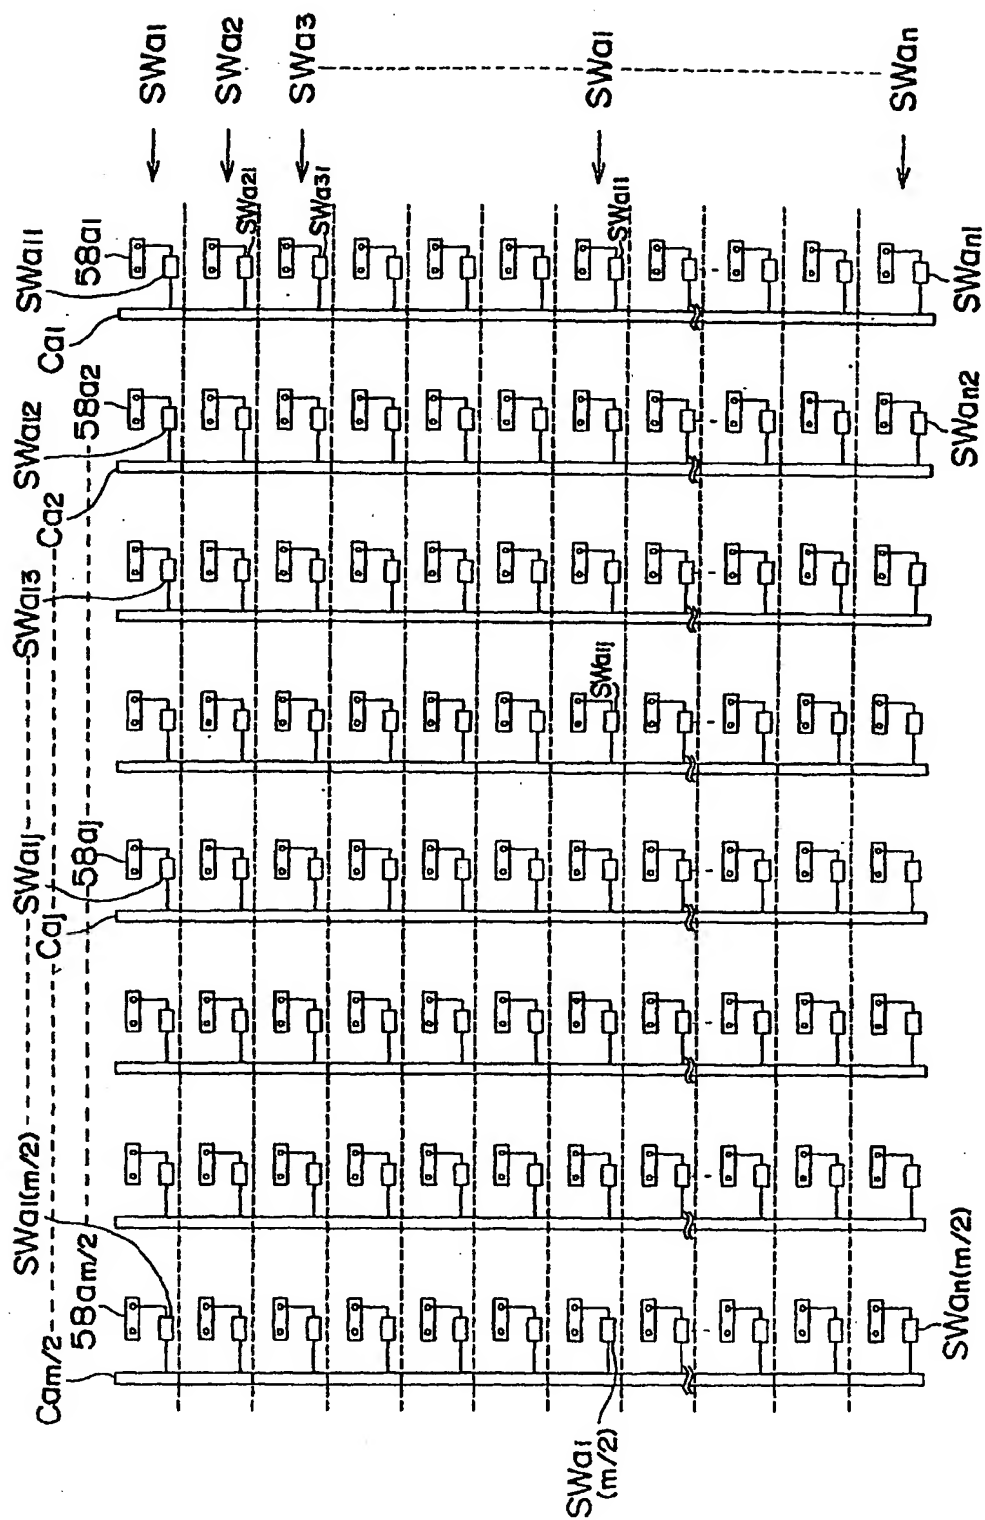 SWa1(m/2) SWa1j SWa13 SWa12 SWa11
Cam/2 Caj Ca2 Ca1
58am/2 58aj 58a2 58a1
SWa1
SWa2
SWa21
SWa3
SWa31
SWai
(m/2)
SWaij
SWai1
SWai
SWan
SWan(m/2)
SWan2
SWan1